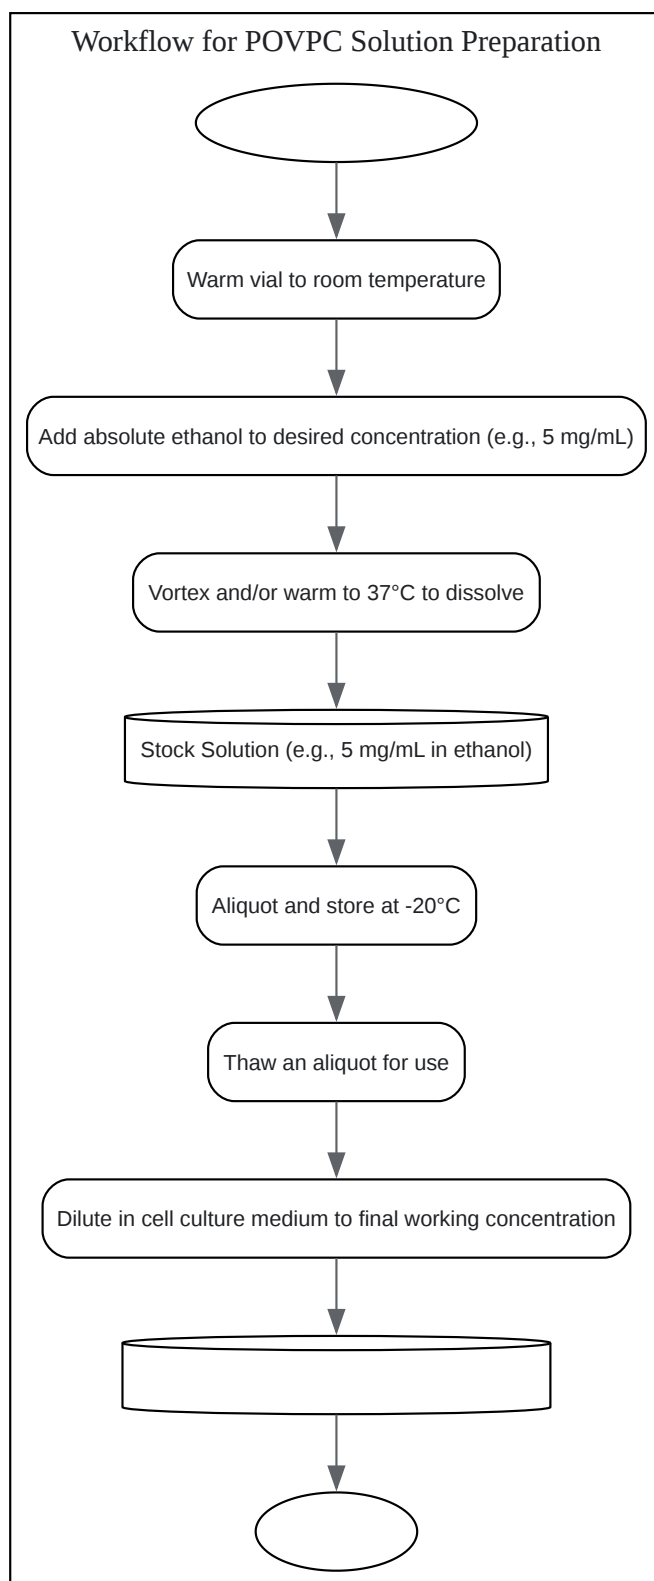 Workflow for POVPC Solution Preparation
Warm vial to room temperature
Add absolute ethanol to desired concentration (e.g., 5 mg/mL)
Vortex and/or warm to 37°C to dissolve
Stock Solution (e.g., 5 mg/mL in ethanol)
Aliquot and store at -20°C
Thaw an aliquot for use
Dilute in cell culture medium to final working concentration